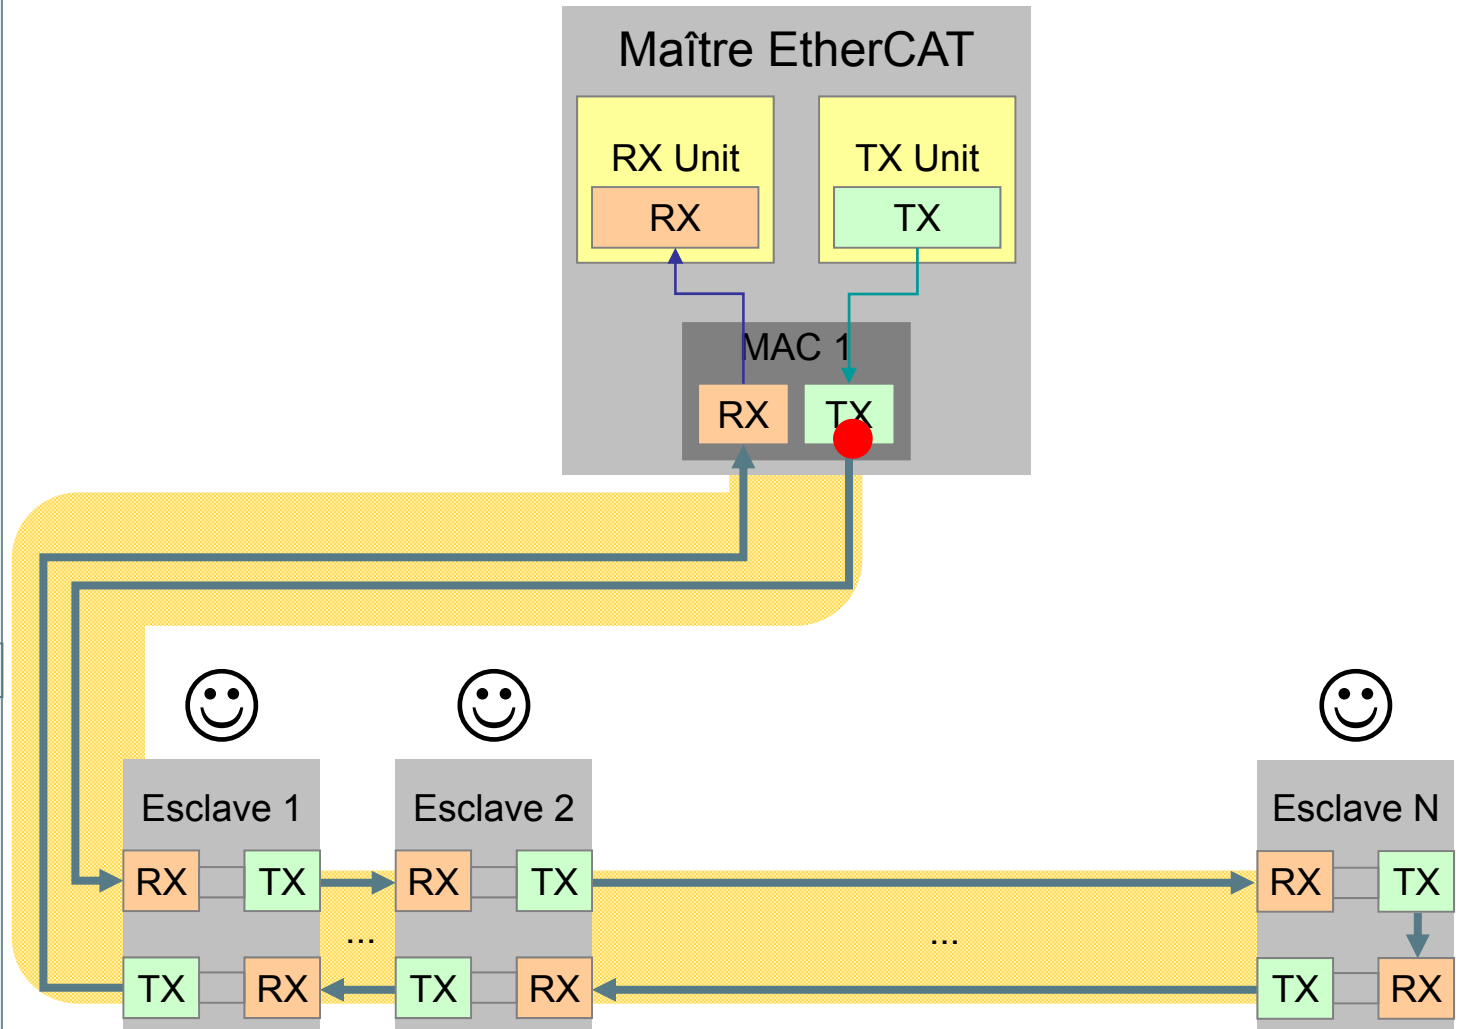 Maître EtherCAT
RX Unit
TX Unit
RX
TX
MAC 1
RX
TX
Esclave 1
Esclave 2
Esclave N
RX
TX
RX
TX
RX
TX
...
...
TX
RX
TX
RX
TX
RX